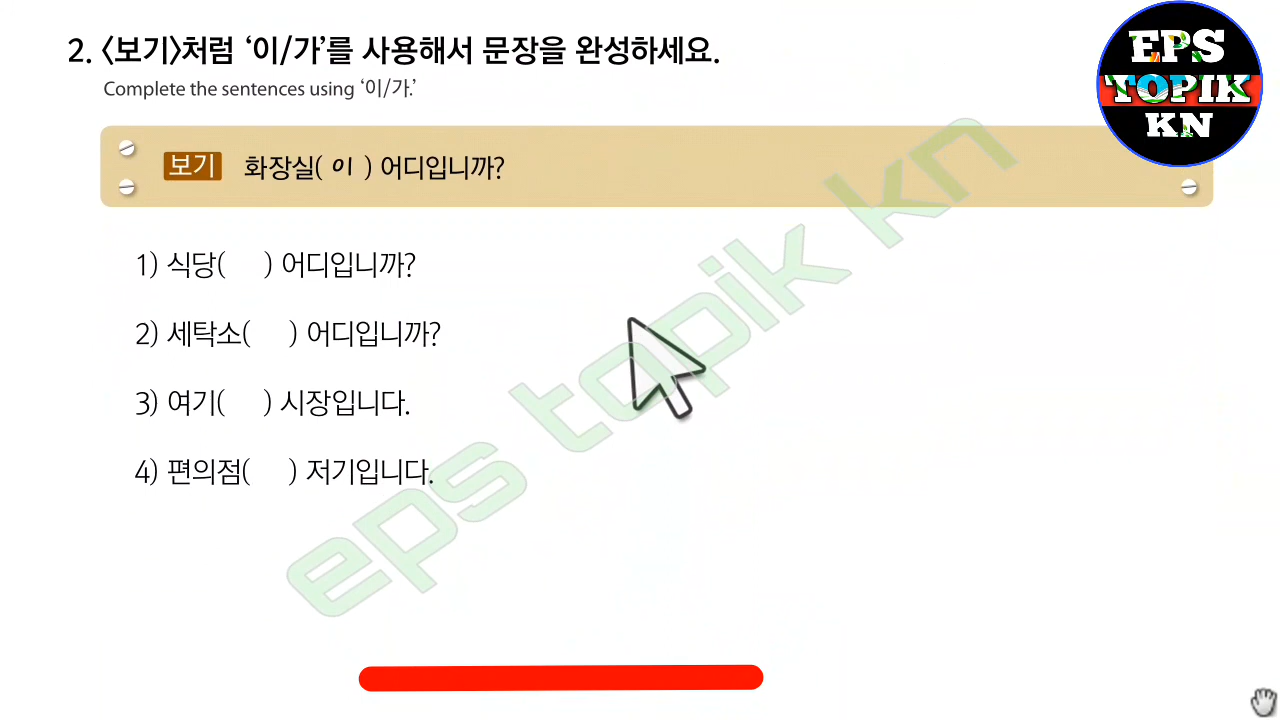 2. 〈보기〉처럼 ‘이/가’를 사용해서 문장을 완성하세요.
Complete the sentences using ‘이/가.’
보기 화장실( 이 ) 어디입니까?
1) 식당( ) 어디입니까?
2) 세탁소( ) 어디입니까?
3) 여기( ) 시장입니다.
4) 편의점( ) 저기입니다.
eps topik kn
EPS
TOPIK
KN